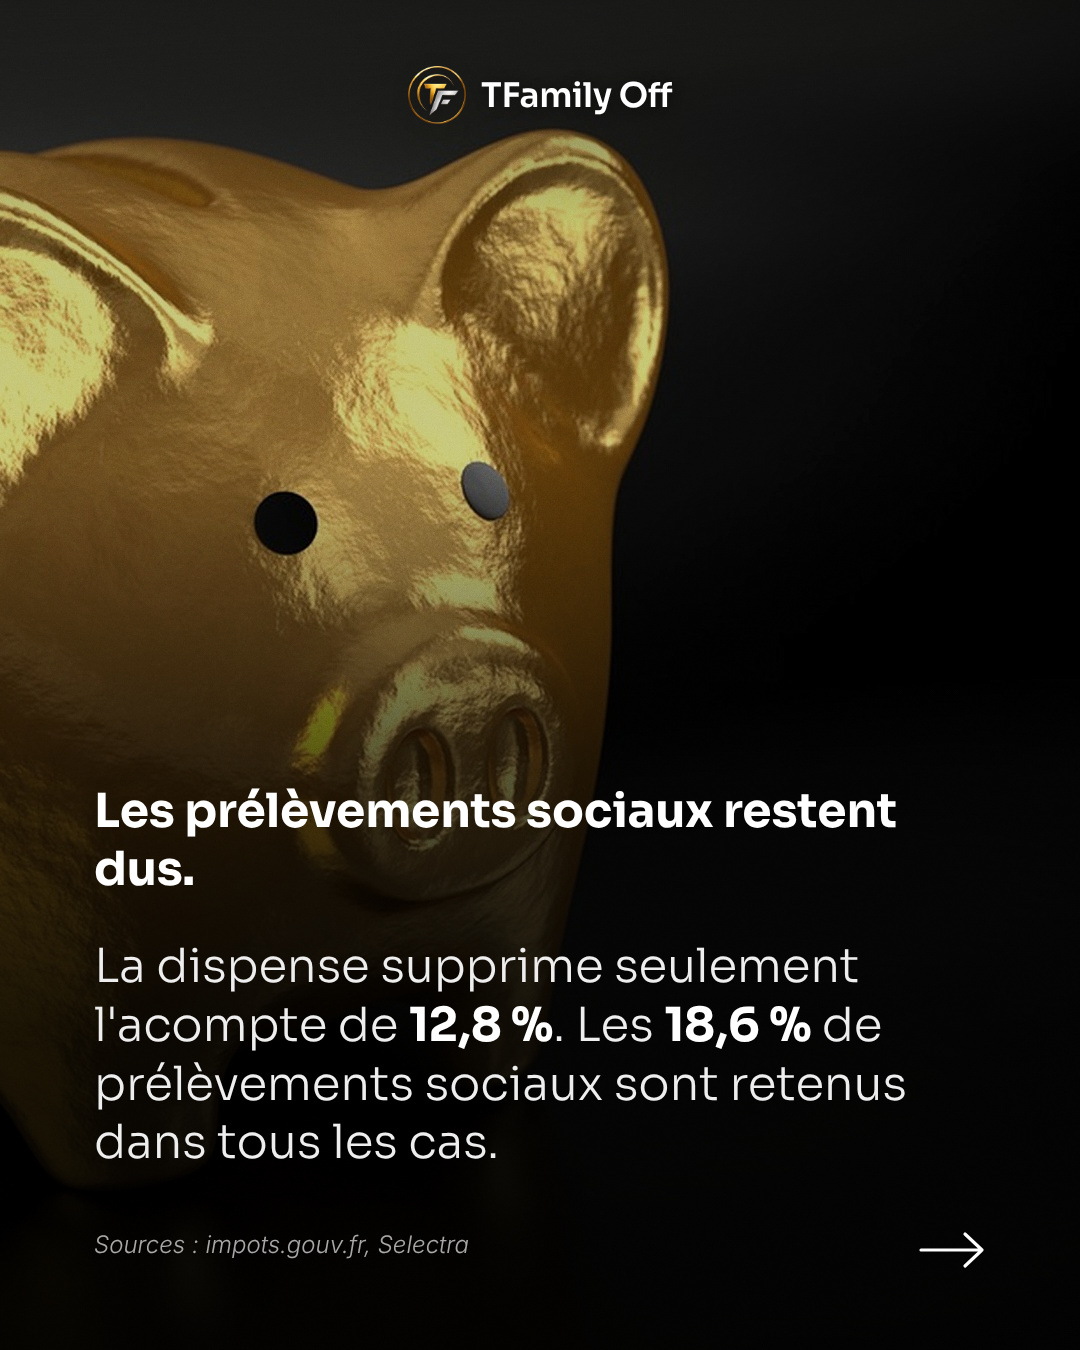 TFamily Off
Les prélèvements sociaux restent
dus.
La dispense supprime seulement
l'acompte de 12,8 %. Les 18,6 % de
prélèvements sociaux sont retenus
dans tous les cas.
Sources : impots.gouv.fr, Selectra